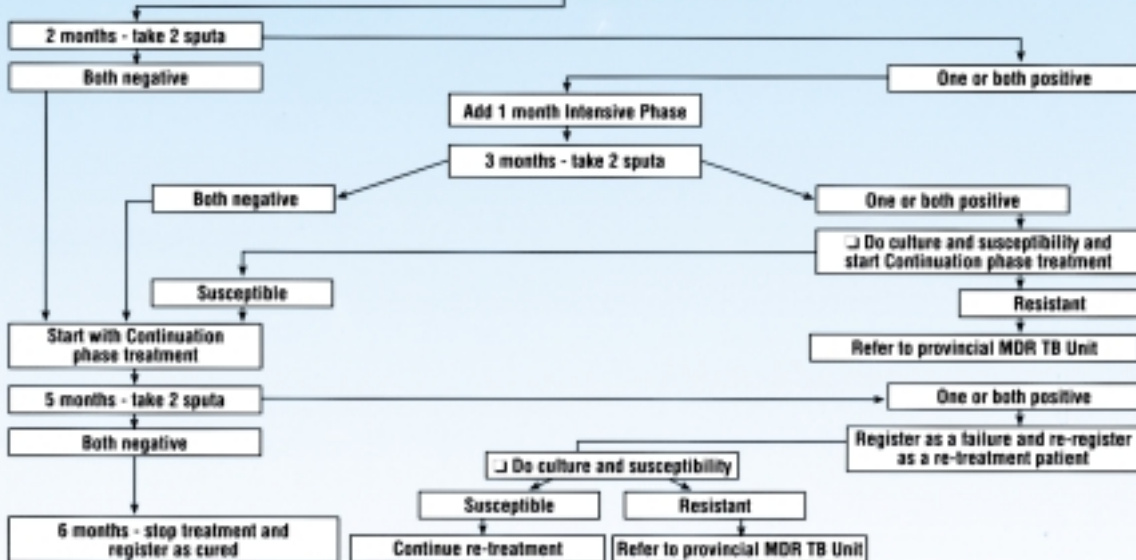 2 months - take 2 sputa
Both negative
One or both positive
Add 1 month Intensive Phase
3 months - take 2 sputa
Both negative
One or both positive
❑ Do culture and susceptibility and
start Continuation phase treatment
Susceptible
Resistant
Start with Continuation
phase treatment
Refer to provincial MDR TB Unit
5 months - take 2 sputa
One or both positive
Both negative
Register as a failure and re-register
as a re-treatment patient
❑ Do culture and susceptibility
Susceptible
Resistant
6 months - stop treatment and
register as cured
Continue re-treatment
Refer to provincial MDR TB Unit